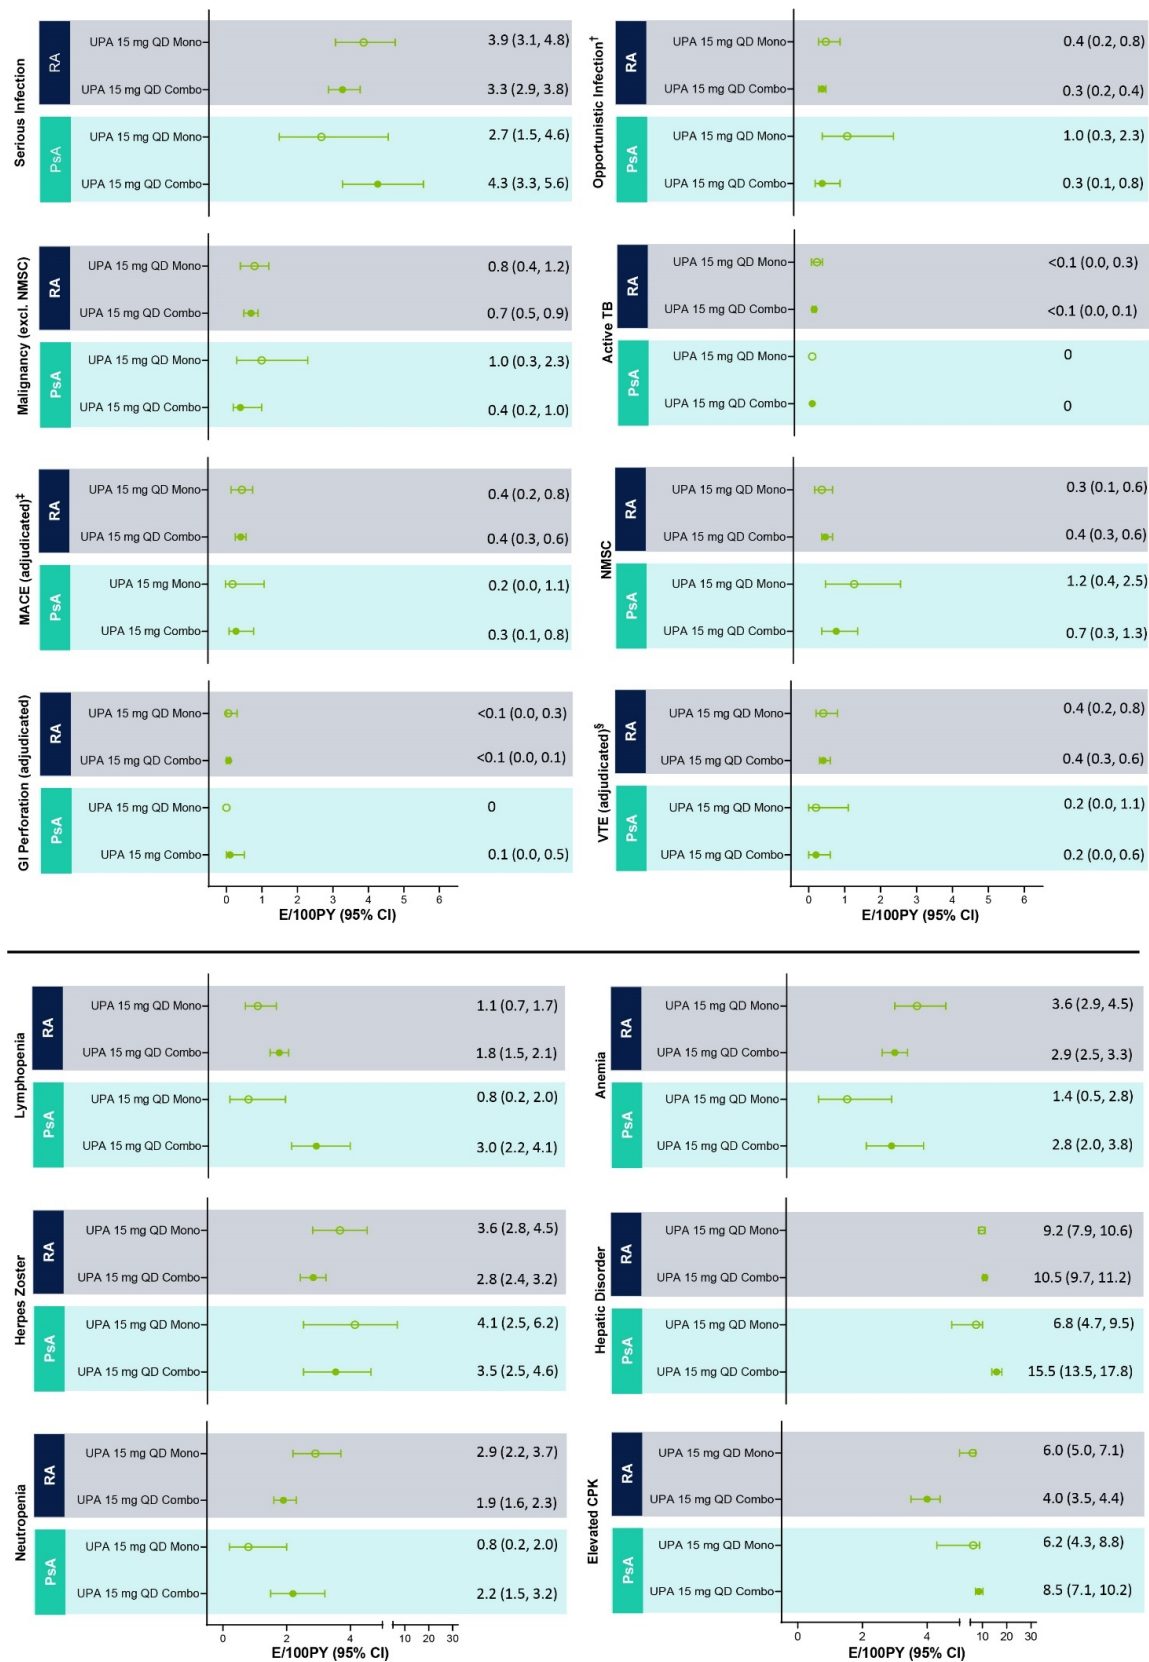 Serious Infection
RA
UPA 15 mg QD Mono 3.9 (3.1, 4.8)
UPA 15 mg QD Combo 3.3 (2.9, 3.8)
PsA
UPA 15 mg QD Mono 2.7 (1.5, 4.6)
UPA 15 mg QD Combo 4.3 (3.3, 5.6)
Opportunistic Infection†
RA
UPA 15 mg QD Mono 0.4 (0.2, 0.8)
UPA 15 mg QD Combo 0.3 (0.2, 0.4)
PsA
UPA 15 mg QD Mono 1.0 (0.3, 2.3)
UPA 15 mg QD Combo 0.3 (0.1, 0.8)
Malignancy (excl. NMSC)
RA
UPA 15 mg QD Mono 0.8 (0.4, 1.2)
UPA 15 mg QD Combo 0.7 (0.5, 0.9)
PsA
UPA 15 mg QD Mono 1.0 (0.3, 2.3)
UPA 15 mg QD Combo 0.4 (0.2, 1.0)
Active TB
RA
UPA 15 mg QD Mono <0.1 (0.0, 0.3)
UPA 15 mg QD Combo <0.1 (0.0, 0.1)
PsA
UPA 15 mg QD Mono 0
UPA 15 mg QD Combo 0
MACE (adjudicated)‡
RA
UPA 15 mg QD Mono 0.4 (0.2, 0.8)
UPA 15 mg QD Combo 0.4 (0.3, 0.6)
PsA
UPA 15 mg Mono 0.2 (0.0, 1.1)
UPA 15 mg Combo 0.3 (0.1, 0.8)
NMSC
RA
UPA 15 mg QD Mono 0.3 (0.1, 0.6)
UPA 15 mg QD Combo 0.4 (0.3, 0.6)
PsA
UPA 15 mg QD Mono 1.2 (0.4, 2.5)
UPA 15 mg QD Combo 0.7 (0.3, 1.3)
GI Perforation (adjudicated)
RA
UPA 15 mg QD Mono <0.1 (0.0, 0.3)
UPA 15 mg QD Combo <0.1 (0.0, 0.1)
PsA
UPA 15 mg QD Mono 0
UPA 15 mg Combo 0.1 (0.0, 0.5)
0 1 2 3 4 5 6
E/100PY (95% CI)
VTE (adjudicated)§
RA
UPA 15 mg QD Mono 0.4 (0.2, 0.8)
UPA 15 mg QD Combo 0.4 (0.3, 0.6)
PsA
UPA 15 mg QD Mono 0.2 (0.0, 1.1)
UPA 15 mg QD Combo 0.2 (0.0, 0.6)
0 1 2 3 4 5 6
E/100PY (95% CI)
Lymphopenia
RA
UPA 15 mg QD Mono 1.1 (0.7, 1.7)
UPA 15 mg QD Combo 1.8 (1.5, 2.1)
PsA
UPA 15 mg QD Mono 0.8 (0.2, 2.0)
UPA 15 mg QD Combo 3.0 (2.2, 4.1)
Anemia
RA
UPA 15 mg QD Mono 3.6 (2.9, 4.5)
UPA 15 mg QD Combo 2.9 (2.5, 3.3)
PsA
UPA 15 mg QD Mono 1.4 (0.5, 2.8)
UPA 15 mg QD Combo 2.8 (2.0, 3.8)
Herpes Zoster
RA
UPA 15 mg QD Mono 3.6 (2.8, 4.5)
UPA 15 mg QD Combo 2.8 (2.4, 3.2)
PsA
UPA 15 mg QD Mono 4.1 (2.5, 6.2)
UPA 15 mg QD Combo 3.5 (2.5, 4.6)
Hepatic Disorder
RA
UPA 15 mg QD Mono 9.2 (7.9, 10.6)
UPA 15 mg QD Combo 10.5 (9.7, 11.2)
PsA
UPA 15 mg QD Mono 6.8 (4.7, 9.5)
UPA 15 mg QD Combo 15.5 (13.5, 17.8)
Neutropenia
RA
UPA 15 mg QD Mono 2.9 (2.2, 3.7)
UPA 15 mg QD Combo 1.9 (1.6, 2.3)
PsA
UPA 15 mg QD Mono 0.8 (0.2, 2.0)
UPA 15 mg QD Combo 2.2 (1.5, 3.2)
0 2 4 10 20 30
E/100PY (95% CI)
Elevated CPK
RA
UPA 15 mg QD Mono 6.0 (5.0, 7.1)
UPA 15 mg QD Combo 4.0 (3.5, 4.4)
PsA
UPA 15 mg QD Mono 6.2 (4.3, 8.8)
UPA 15 mg QD Combo 8.5 (7.1, 10.2)
0 2 4 10 20 30
E/100PY (95% CI)